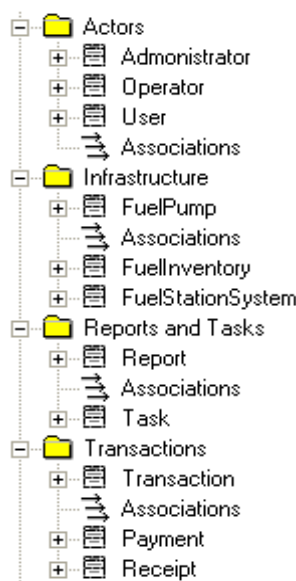 Actors
Admonistrator
Operator
User
Associations
Infrastructure
FuelPump
Associations
FuelInventory
FuelStationSystem
Reports and Tasks
Report
Associations
Task
Transactions
Transaction
Associations
Payment
Receipt